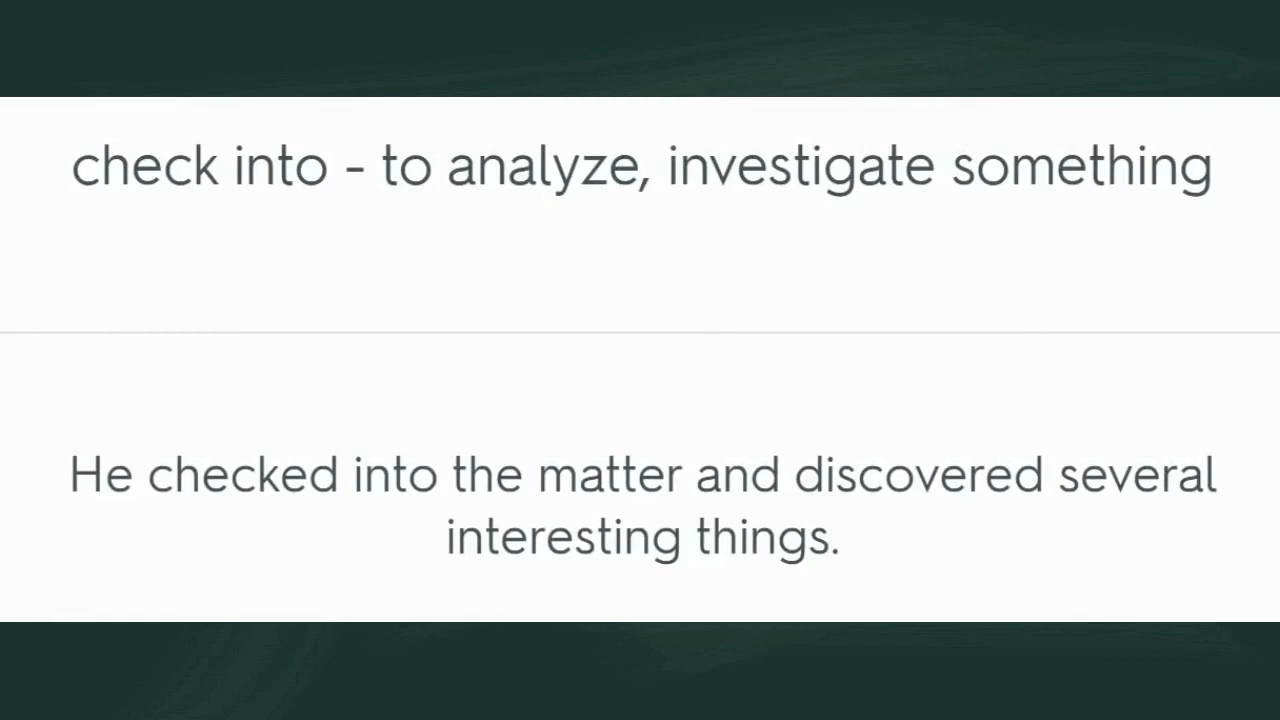 check into - to analyze, investigate something
He checked into the matter and discovered several
interesting things.